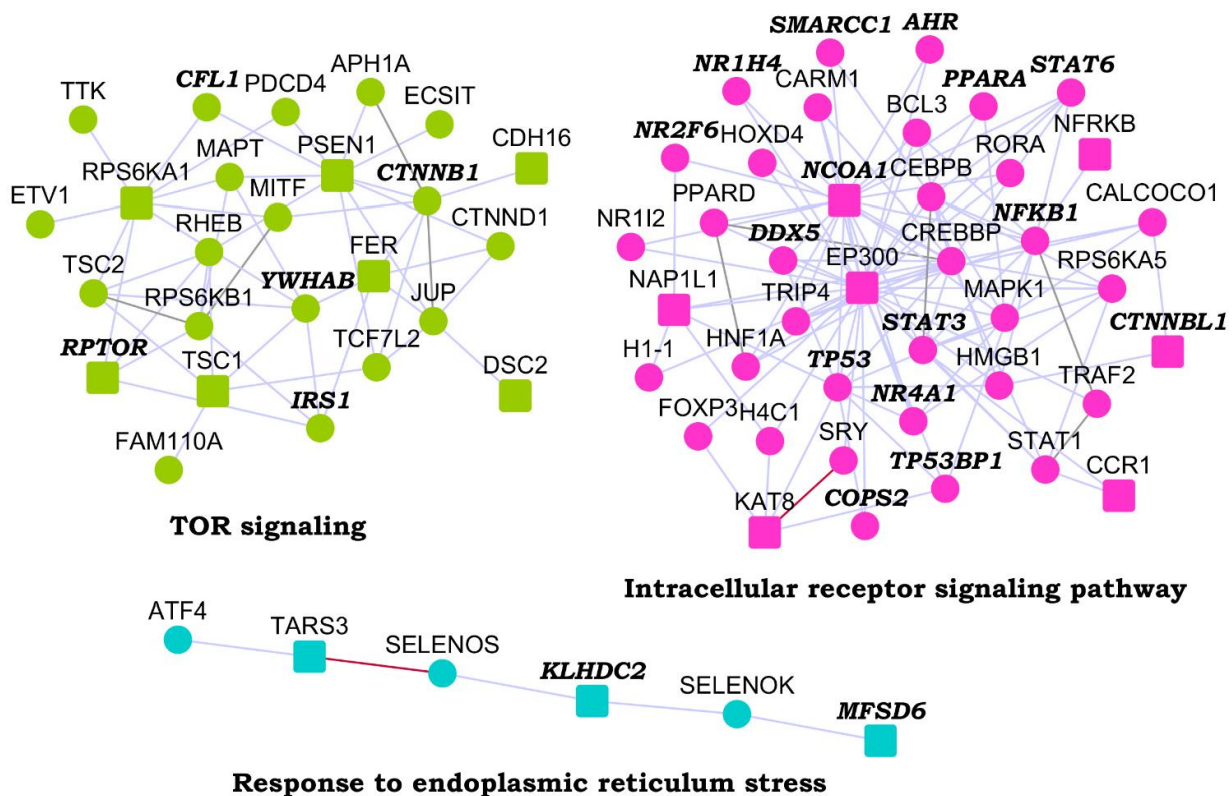 APH1A
CFL1
PDCD4
TTK
ECSIT
MAPT
PSEN1
CDH16
RPS6KA1
CTNNB1
MITF
ETV1
RHEB
CTNND1
FER
TSC2
YWHAB
RPS6KB1
JUP
RPTOR
TSC1
TCF7L2
DSC2
IRS1
FAM110A
TOR signaling
SMARCC1
AHR
NR1H4
CARM1
PPARA
STAT6
BCL3
NR2F6
HOXD4
NFRKB
RORA
NCOA1
CEBPB
PPARD
CALCOCO1
NR1I2
DDX5
NFKB1
CREBBP
EP300
RPS6KA5
NAP1L1
TRIP4
MAPK1
STAT3
CTNNBL1
H1-1
HNF1A
TP53
HMGB1
TRAF2
NR4A1
FOXP3
H4C1
SRY
STAT1
TP53BP1
CCR1
KAT8
COPS2
Intracellular receptor signaling pathway
ATF4
TARS3
SELENOS
KLHDC2
SELENOK
MFSD6
Response to endoplasmic reticulum stress